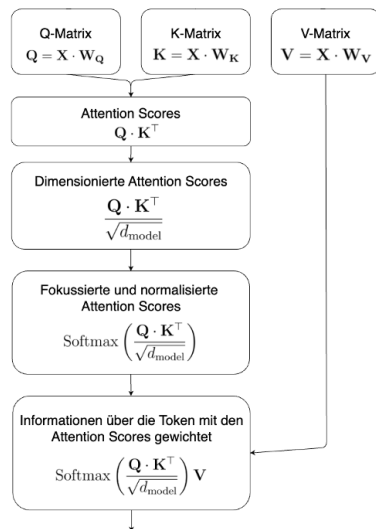 Q-Matrix
Q = X · W_Q
K-Matrix
K = X · W_K
V-Matrix
V = X · W_V
Attention Scores
Q · K^⊤
Dimensionierte Attention Scores
Q · K^⊤ / √d_model
Fokussierte und normalisierte
Attention Scores
Softmax (Q · K^⊤ / √d_model)
Informationen über die Token mit den
Attention Scores gewichtet
Softmax (Q · K^⊤ / √d_model) V